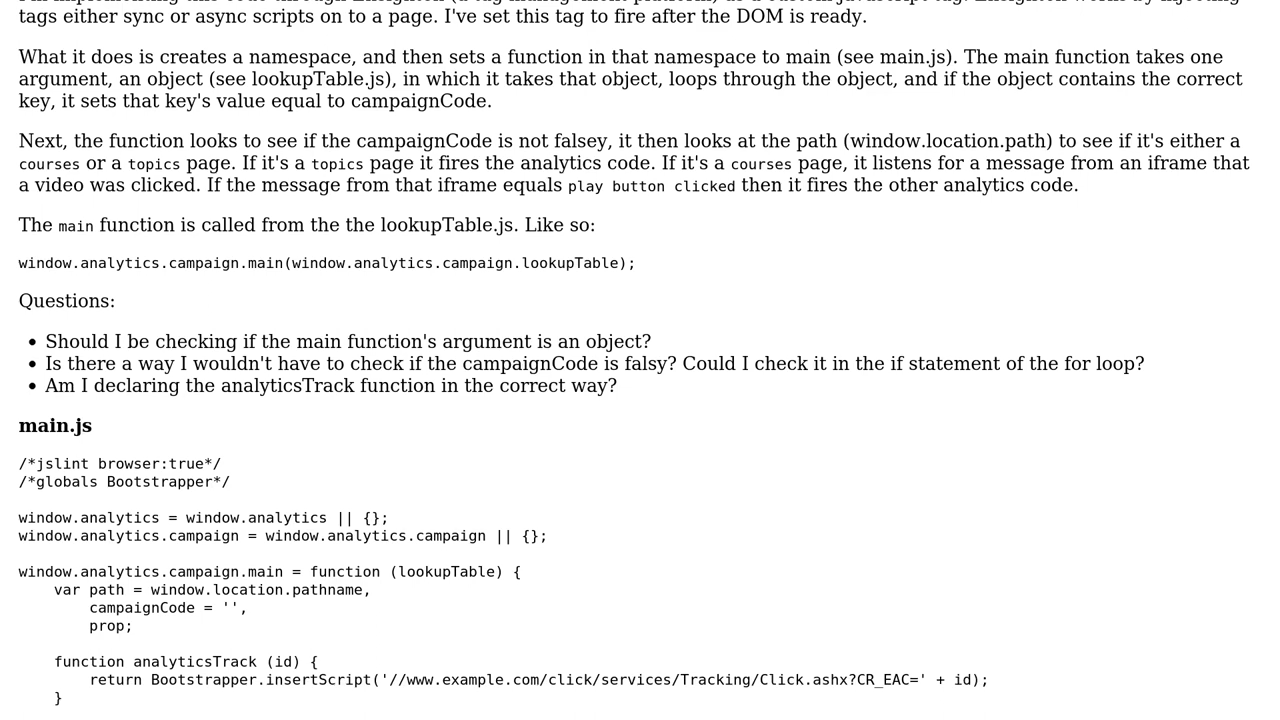 tags either sync or async scripts on to a page. I've set this tag to fire after the DOM is ready.
What it does is creates a namespace, and then sets a function in that namespace to main (see main.js). The main function takes one
argument, an object (see lookupTable.js), in which it takes that object, loops through the object, and if the object contains the correct
key, it sets that key's value equal to campaignCode.
Next, the function looks to see if the campaignCode is not falsey, it then looks at the path (window.location.path) to see if it's either a
courses or a topics page. If it's a topics page it fires the analytics code. If it's a courses page, it listens for a message from an iframe that
a video was clicked. If the message from that iframe equals play button clicked then it fires the other analytics code.
The main function is called from the the lookupTable.js. Like so:
window.analytics.campaign.main(window.analytics.campaign.lookupTable);
Questions:
• Should I be checking if the main function's argument is an object?
• Is there a way I wouldn't have to check if the campaignCode is falsy? Could I check it in the if statement of the for loop?
• Am I declaring the analyticsTrack function in the correct way?
main.js
/*jslint browser:true*/
/*globals Bootstrapper*/
window.analytics = window.analytics || {};
window.analytics.campaign = window.analytics.campaign || {};
window.analytics.campaign.main = function (lookupTable) {
    var path = window.location.pathname,
        campaignCode = '',
        prop;
    function analyticsTrack (id) {
        return Bootstrapper.insertScript('//www.example.com/click/services/Tracking/Click.ashx?CR_EAC=' + id);
    }